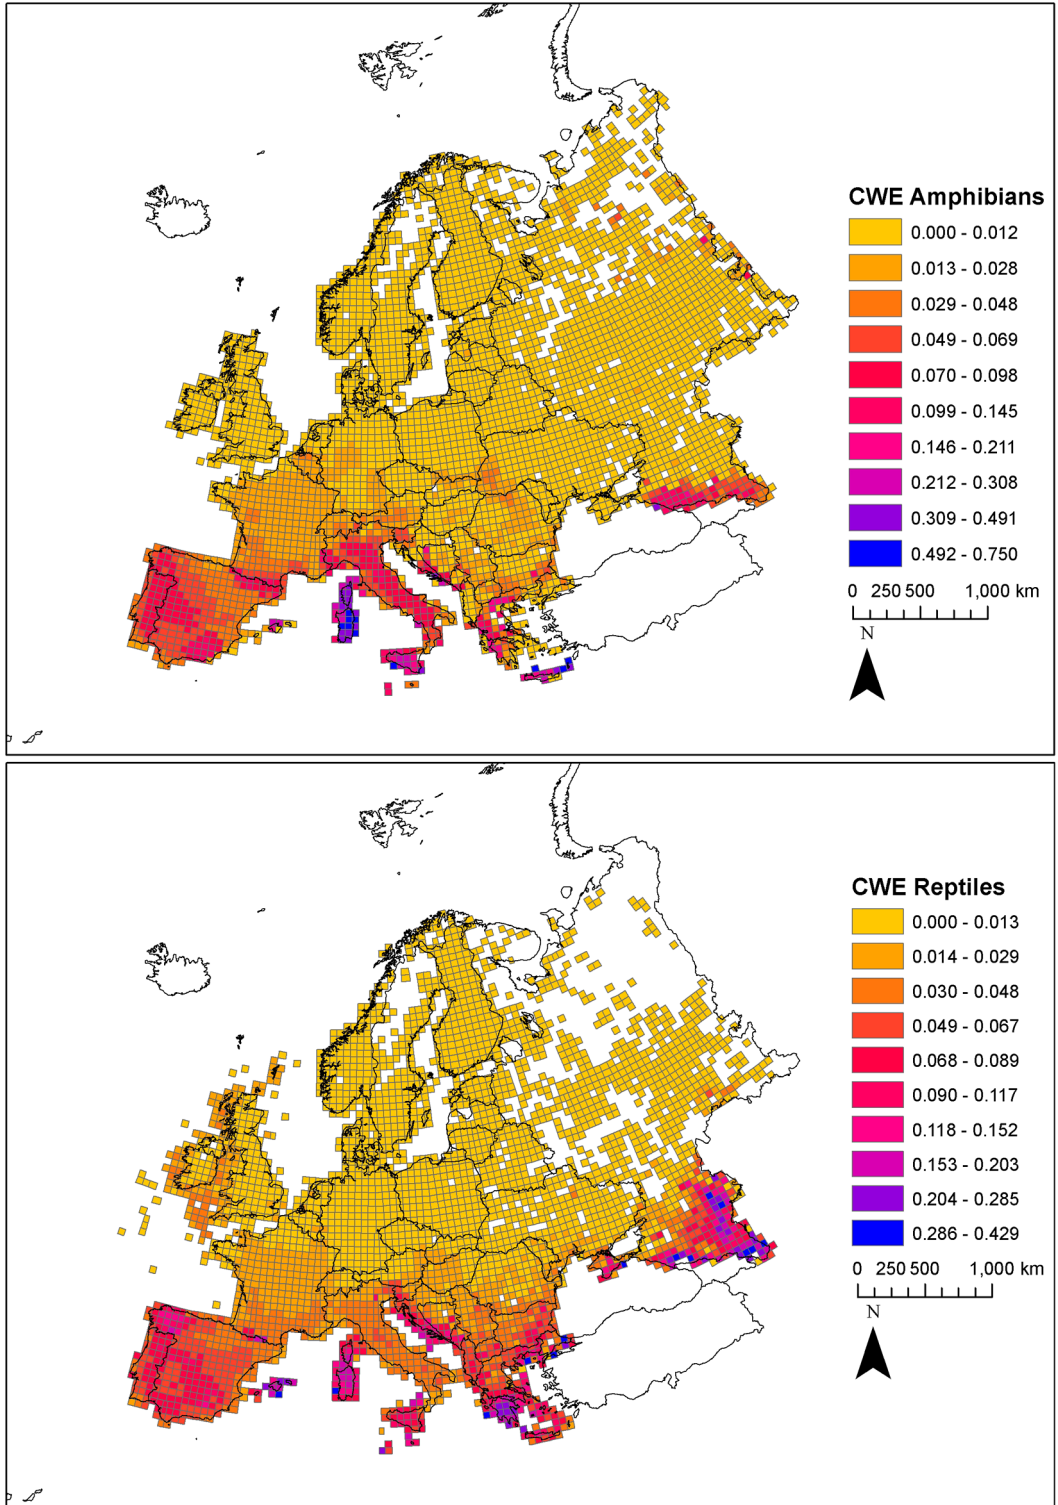 CWE Amphibians
0.000 - 0.012
0.013 - 0.028
0.029 - 0.048
0.049 - 0.069
0.070 - 0.098
0.099 - 0.145
0.146 - 0.211
0.212 - 0.308
0.309 - 0.491
0.492 - 0.750
0 250 500 1,000 km
N
CWE Reptiles
0.000 - 0.013
0.014 - 0.029
0.030 - 0.048
0.049 - 0.067
0.068 - 0.089
0.090 - 0.117
0.118 - 0.152
0.153 - 0.203
0.204 - 0.285
0.286 - 0.429
0 250 500 1,000 km
N